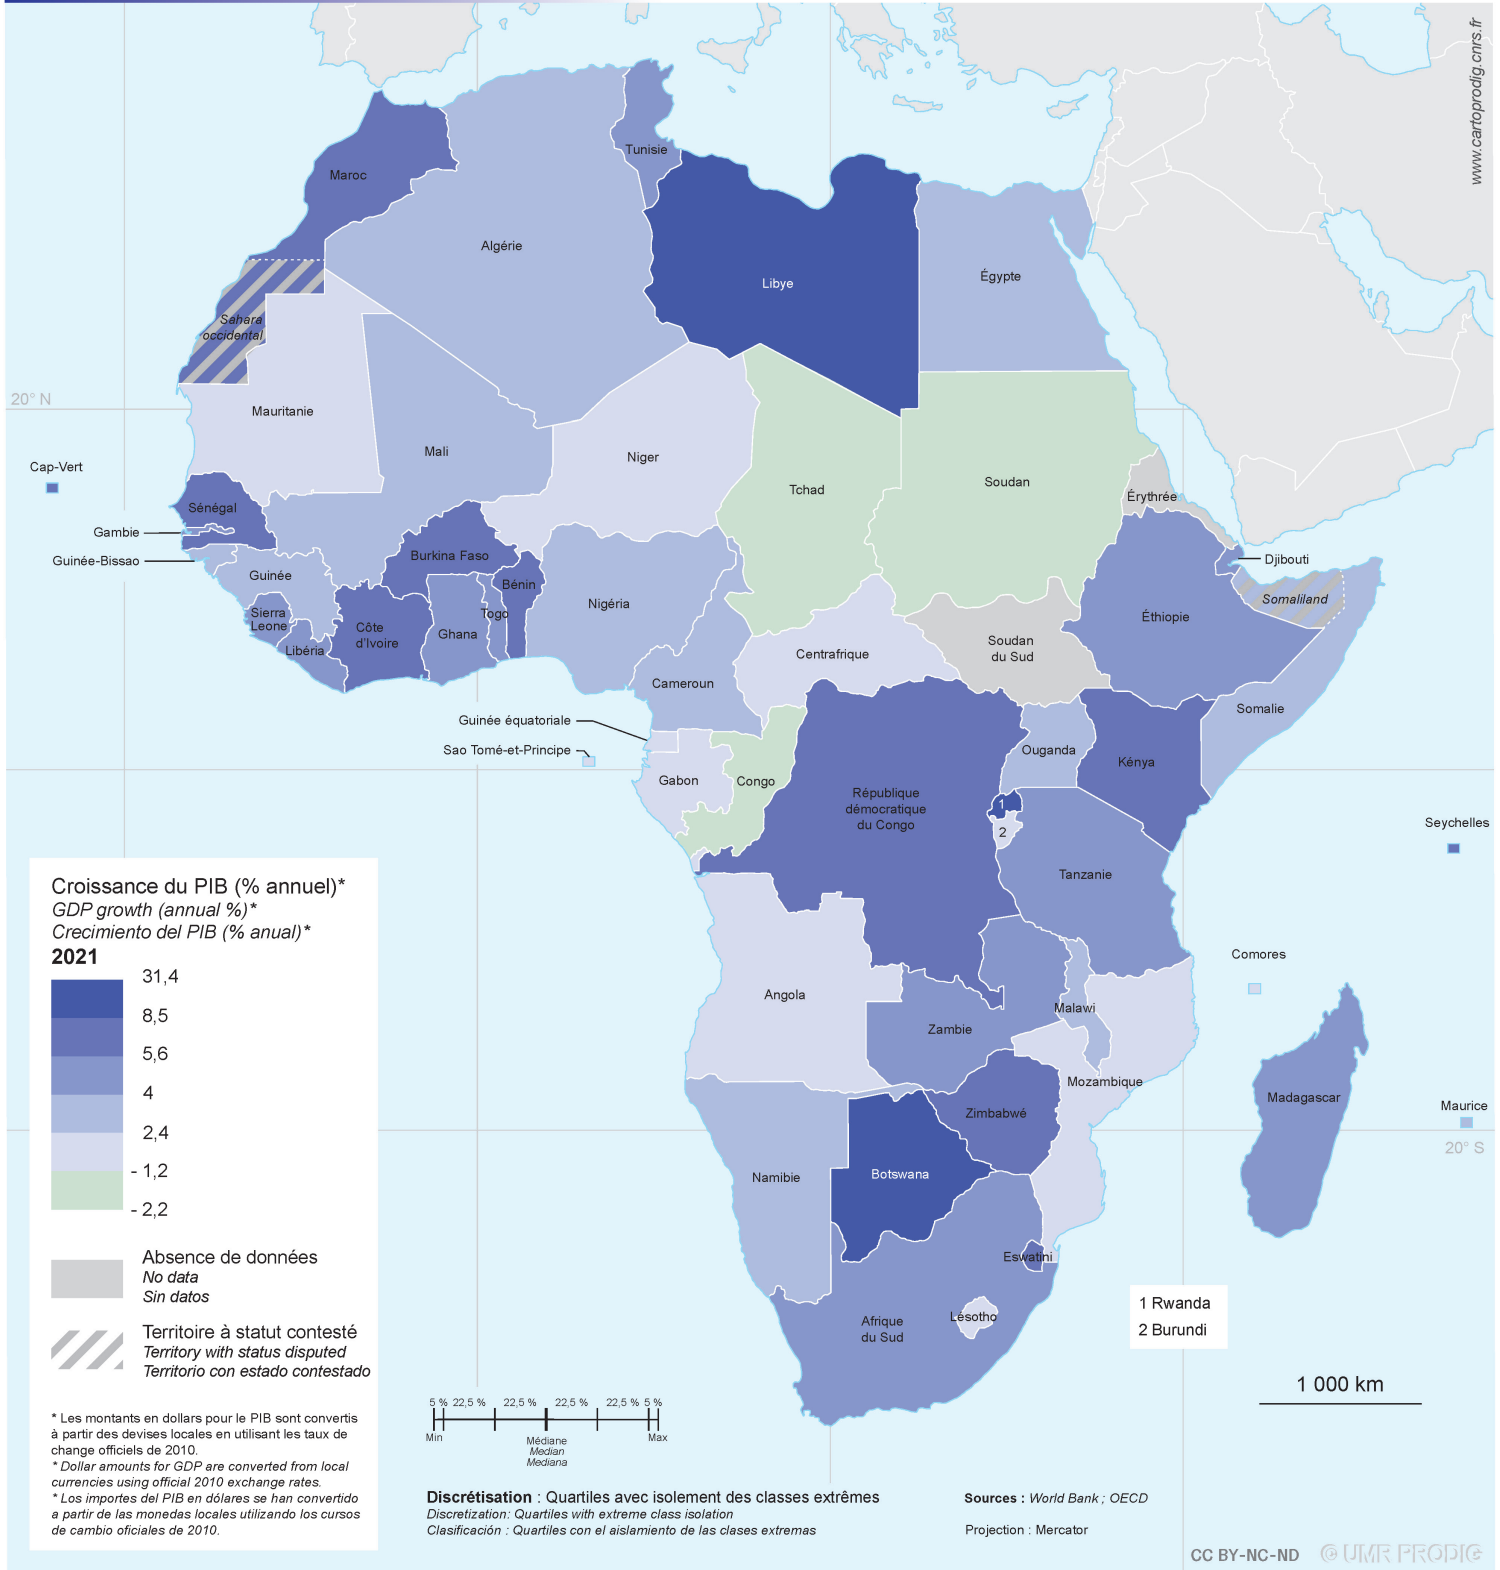 www.cartoprodig.cnrs.fr
Tunisie
Maroc
Algérie
Libye
Égypte
Sahara
occidental
20° N
Mauritanie
Mali
Niger
Tchad
Soudan
Érythrée
Cap-Vert
Sénégal
Gambie
Guinée-Bissao
Guinée
Burkina Faso
Bénin
Djibouti
Sierra
Leone
Libéria
Côte
d'Ivoire
Ghana
Togo
Nigéria
Somaliland
Éthiopie
Centrafrique
Soudan
du Sud
Cameroun
Somalie
Guinée équatoriale
Sao Tomé-et-Principe
Gabon
Congo
Ouganda
Kénya
République
démocratique
du Congo
1
2
Seychelles
Tanzanie
Comores
Angola
Zambie
Malawi
Mozambique
Madagascar
Maurice
20° S
Zimbabwé
Namibie
Botswana
Eswatini
Lésotho
Afrique
du Sud
1 Rwanda
2 Burundi
1 000 km
Croissance du PIB (% annuel)*
GDP growth (annual %)*
Crecimiento del PIB (% anual)*
2021
31,4
8,5
5,6
4
2,4
- 1,2
- 2,2
Absence de données
No data
Sin datos
Territoire à statut contesté
Territory with status disputed
Territorio con estado contestado
* Les montants en dollars pour le PIB sont convertis
à partir des devises locales en utilisant les taux de
change officiels de 2010.
* Dollar amounts for GDP are converted from local
currencies using official 2010 exchange rates.
* Los importes del PIB en dólares se han convertido
a partir de las monedas locales utilizando los cursos
de cambio oficiales de 2010.
5 % 22,5 % 22,5 % 22,5 % 22,5 % 5 %
Min Médiane Max
Median
Mediana
Discrétisation : Quartiles avec isolement des classes extrêmes
Discretization: Quartiles with extreme class isolation
Clasificación : Quartiles con el aislamiento de las clases extremas
Sources : World Bank ; OECD
Projection : Mercator
CC BY-NC-ND © UMR PRODIG